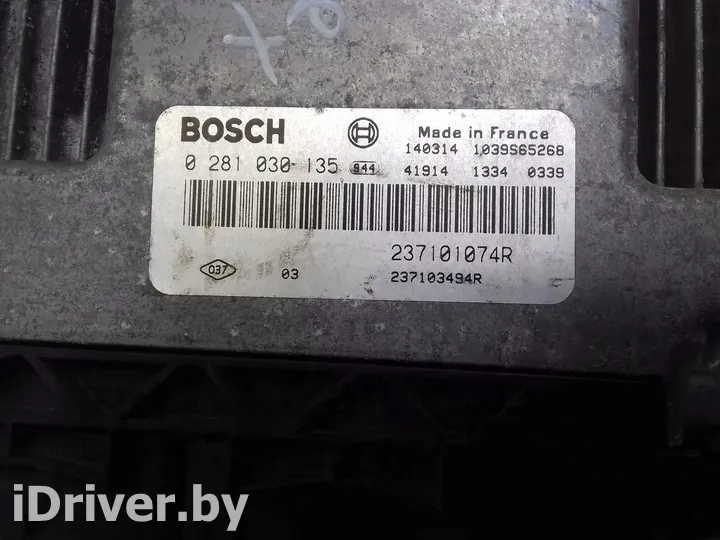 BOSCH
Made in France
140314 1039S65268
0 281 030-135 844 41914 1334 0339
237101074R
037 03 237103494R
iDriver.by